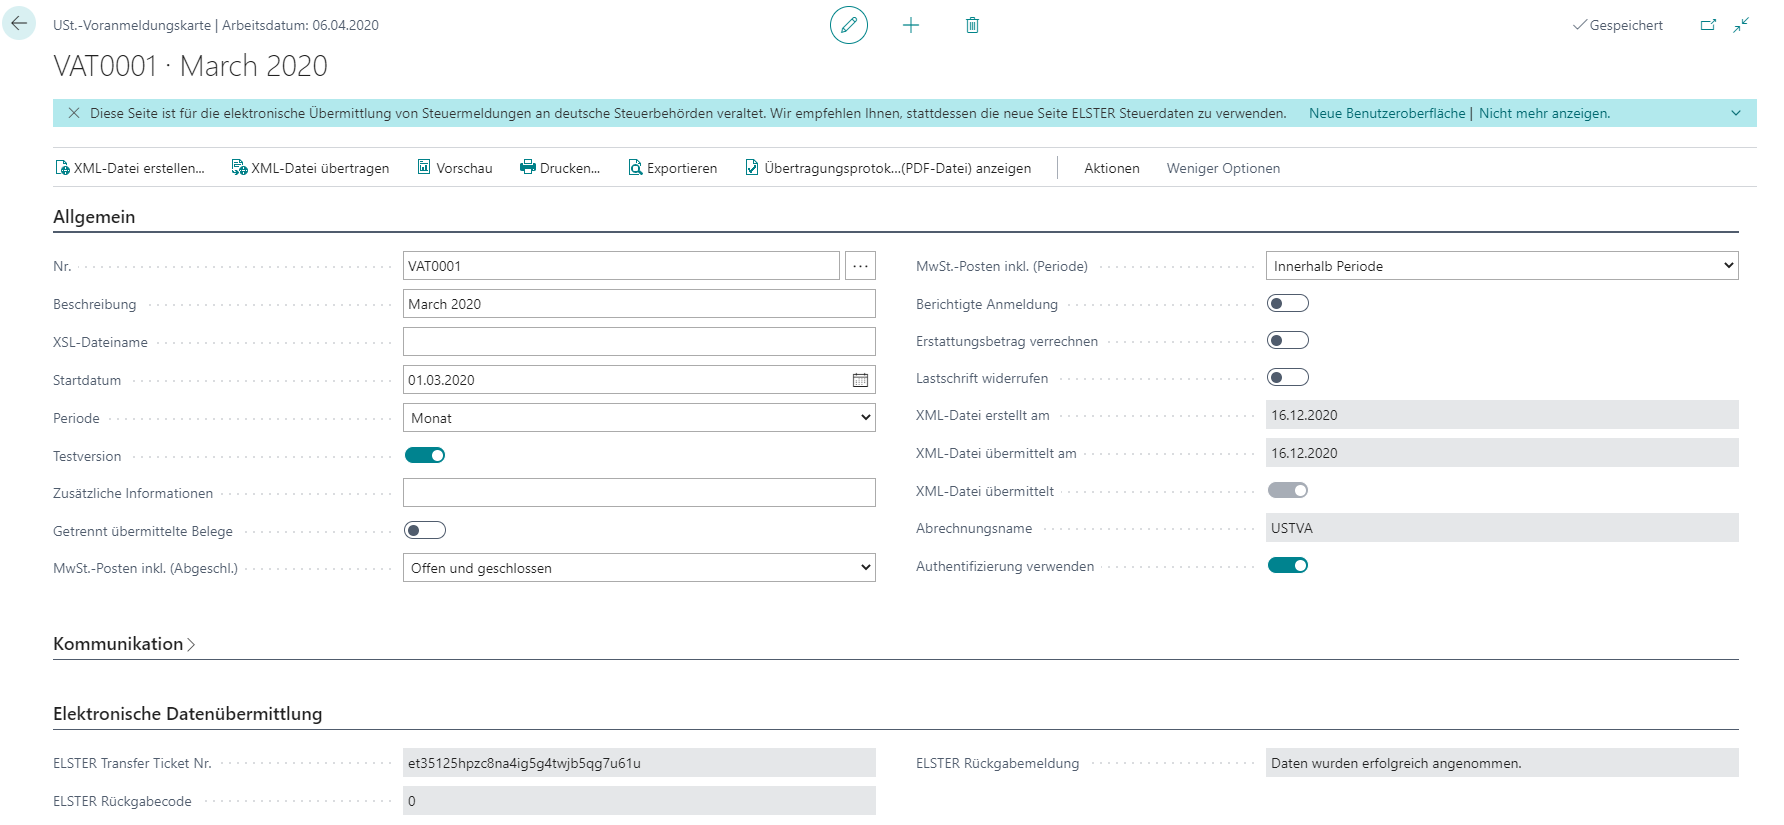 USt.-Voranmeldungskarte | Arbeitsdatum: 06.04.2020
Gespeichert
VAT0001 · March 2020
Diese Seite ist für die elektronische Übermittlung von Steuermeldungen an deutsche Steuerbehörden veraltet. Wir empfehlen Ihnen, stattdessen die neue Seite ELSTER Steuerdaten zu verwenden. Neue Benutzeroberfläche | Nicht mehr anzeigen.
XML-Datei erstellen... XML-Datei übertragen Vorschau Drucken... Exportieren Übertragungsprotok...(PDF-Datei) anzeigen Aktionen Weniger Optionen
Allgemein
Nr. VAT0001 ...
Beschreibung March 2020
XSL-Dateiname
Startdatum 01.03.2020
Periode Monat
Testversion
Zusätzliche Informationen
Getrennt übermittelte Belege
MwSt.-Posten inkl. (Abgeschl.) Offen und geschlossen
MwSt.-Posten inkl. (Periode) Innerhalb Periode
Berichtigte Anmeldung
Erstattungsbetrag verrechnen
Lastschrift widerrufen
XML-Datei erstellt am 16.12.2020
XML-Datei übermittelt am 16.12.2020
XML-Datei übermittelt
Abrechnungsname USTVA
Authentifizierung verwenden
Kommunikation
Elektronische Datenübermittlung
ELSTER Transfer Ticket Nr. et35125hpzc8na4ig5g4twjb5qg7u61u
ELSTER Rückgabecode 0
ELSTER Rückgabemeldung Daten wurden erfolgreich angenommen.